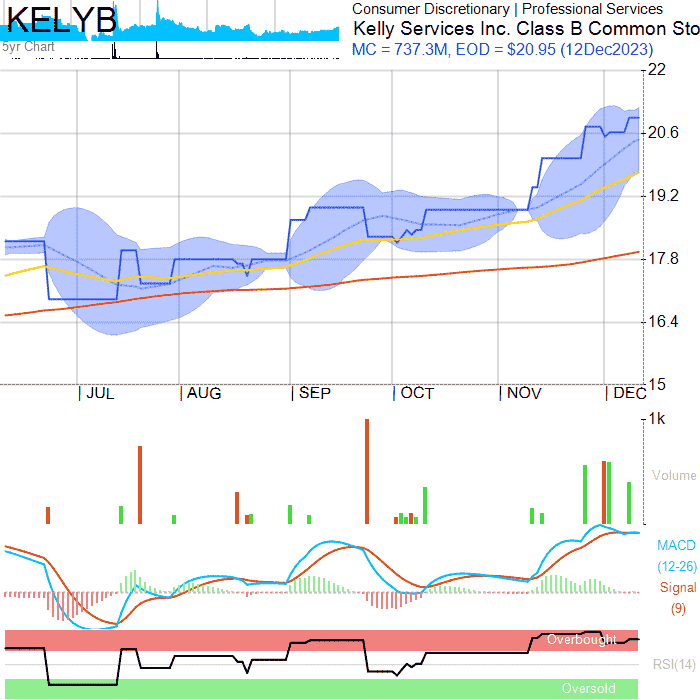 KELYB
5yr Chart
Consumer Discretionary | Professional Services
Kelly Services Inc. Class B Common Sto
MC = 737.3M, EOD = $20.95 (12Dec2023)
22
20.6
19.2
17.8
16.4
15
| JUL | AUG | SEP | OCT | NOV | DEC
1k
Volume
MACD
(12-26)
Signal
(9)
Overbought
RSI(14)
Oversold